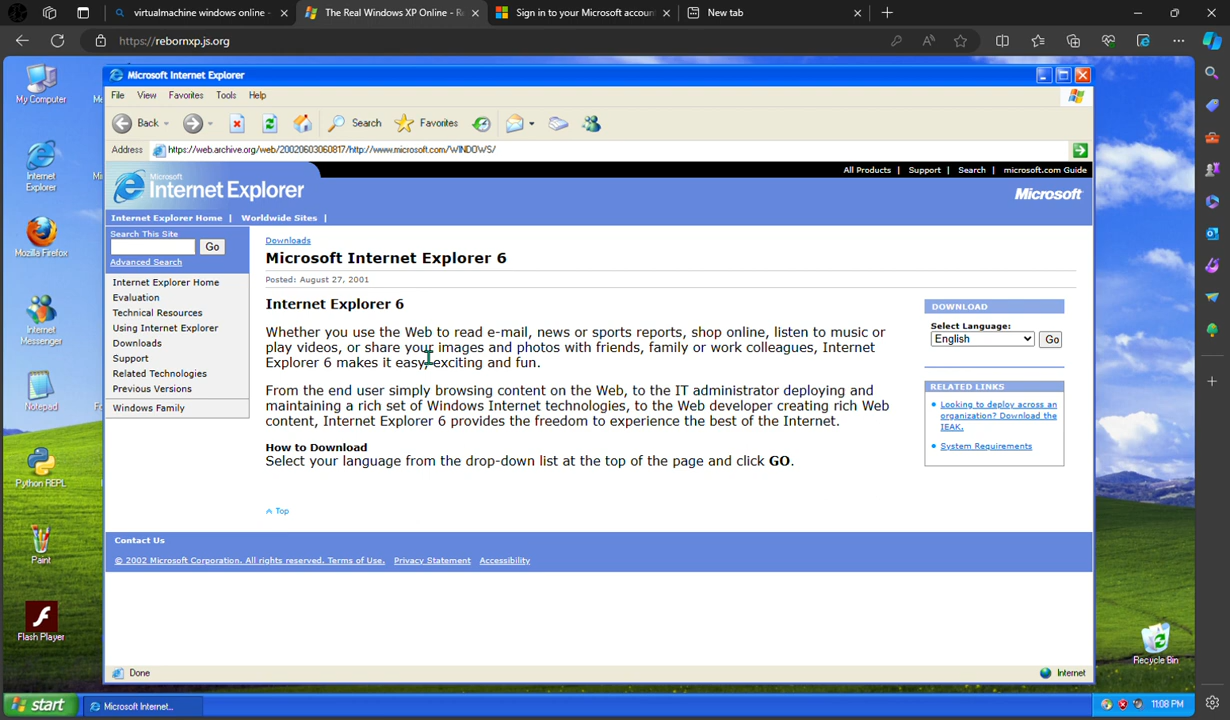 virtualmachine windows online -
The Real Windows XP Online - Re
Sign in to your Microsoft account
New tab
https://rebornxp.js.org
My Computer
Internet
Explorer
Mozilla Firefox
Internet
Messenger
Notepad
Python REPL
Paint
Flash Player
Microsoft Internet Explorer
File View Favorites Tools Help
Back Search Favorites
Address https://web.archive.org/web/20020603060817/http://www.microsoft.com/WINDOWS/
All Products | Support | Search | microsoft.com Guide
Microsoft
Internet Explorer
Microsoft
Internet Explorer Home | Worldwide Sites |
Search This Site
Go
Advanced Search
Internet Explorer Home
Evaluation
Technical Resources
Using Internet Explorer
Downloads
Support
Related Technologies
Previous Versions
Windows Family
Downloads
Microsoft Internet Explorer 6
Posted: August 27, 2001
Internet Explorer 6
Whether you use the Web to read e-mail, news or sports reports, shop online, listen to music or
play videos, or share your images and photos with friends, family or work colleagues, Internet
Explorer 6 makes it easy, exciting and fun.
From the end user simply browsing content on the Web, to the IT administrator deploying and
maintaining a rich set of Windows Internet technologies, to the Web developer creating rich Web
content, Internet Explorer 6 provides the freedom to experience the best of the Internet.
How to Download
Select your language from the drop-down list at the top of the page and click GO.
Top
DOWNLOAD
Select Language:
English Go
RELATED LINKS
Looking to deploy across an
organization? Download the
IEAK.
System Requirements
Contact Us
© 2002 Microsoft Corporation. All rights reserved. Terms of Use. Privacy Statement Accessibility
Done
Internet
Recycle Bin
start
Microsoft Internet...
11:08 PM